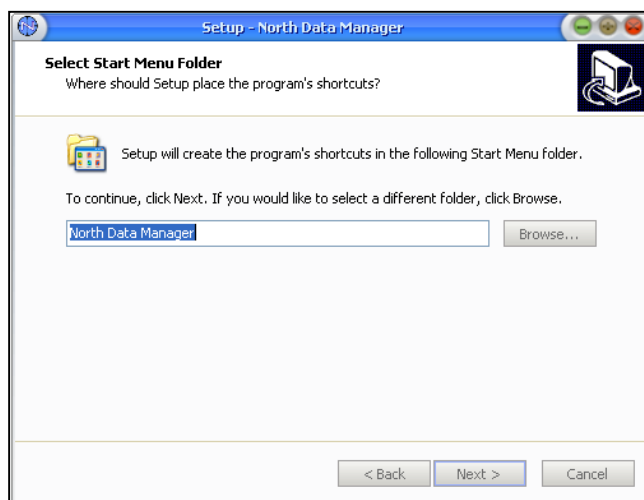 Setup - North Data Manager
Select Start Menu Folder
Where should Setup place the program's shortcuts?
Setup will create the program's shortcuts in the following Start Menu folder.
To continue, click Next. If you would like to select a different folder, click Browse.
North Data Manager
Browse...
< Back
Next >
Cancel